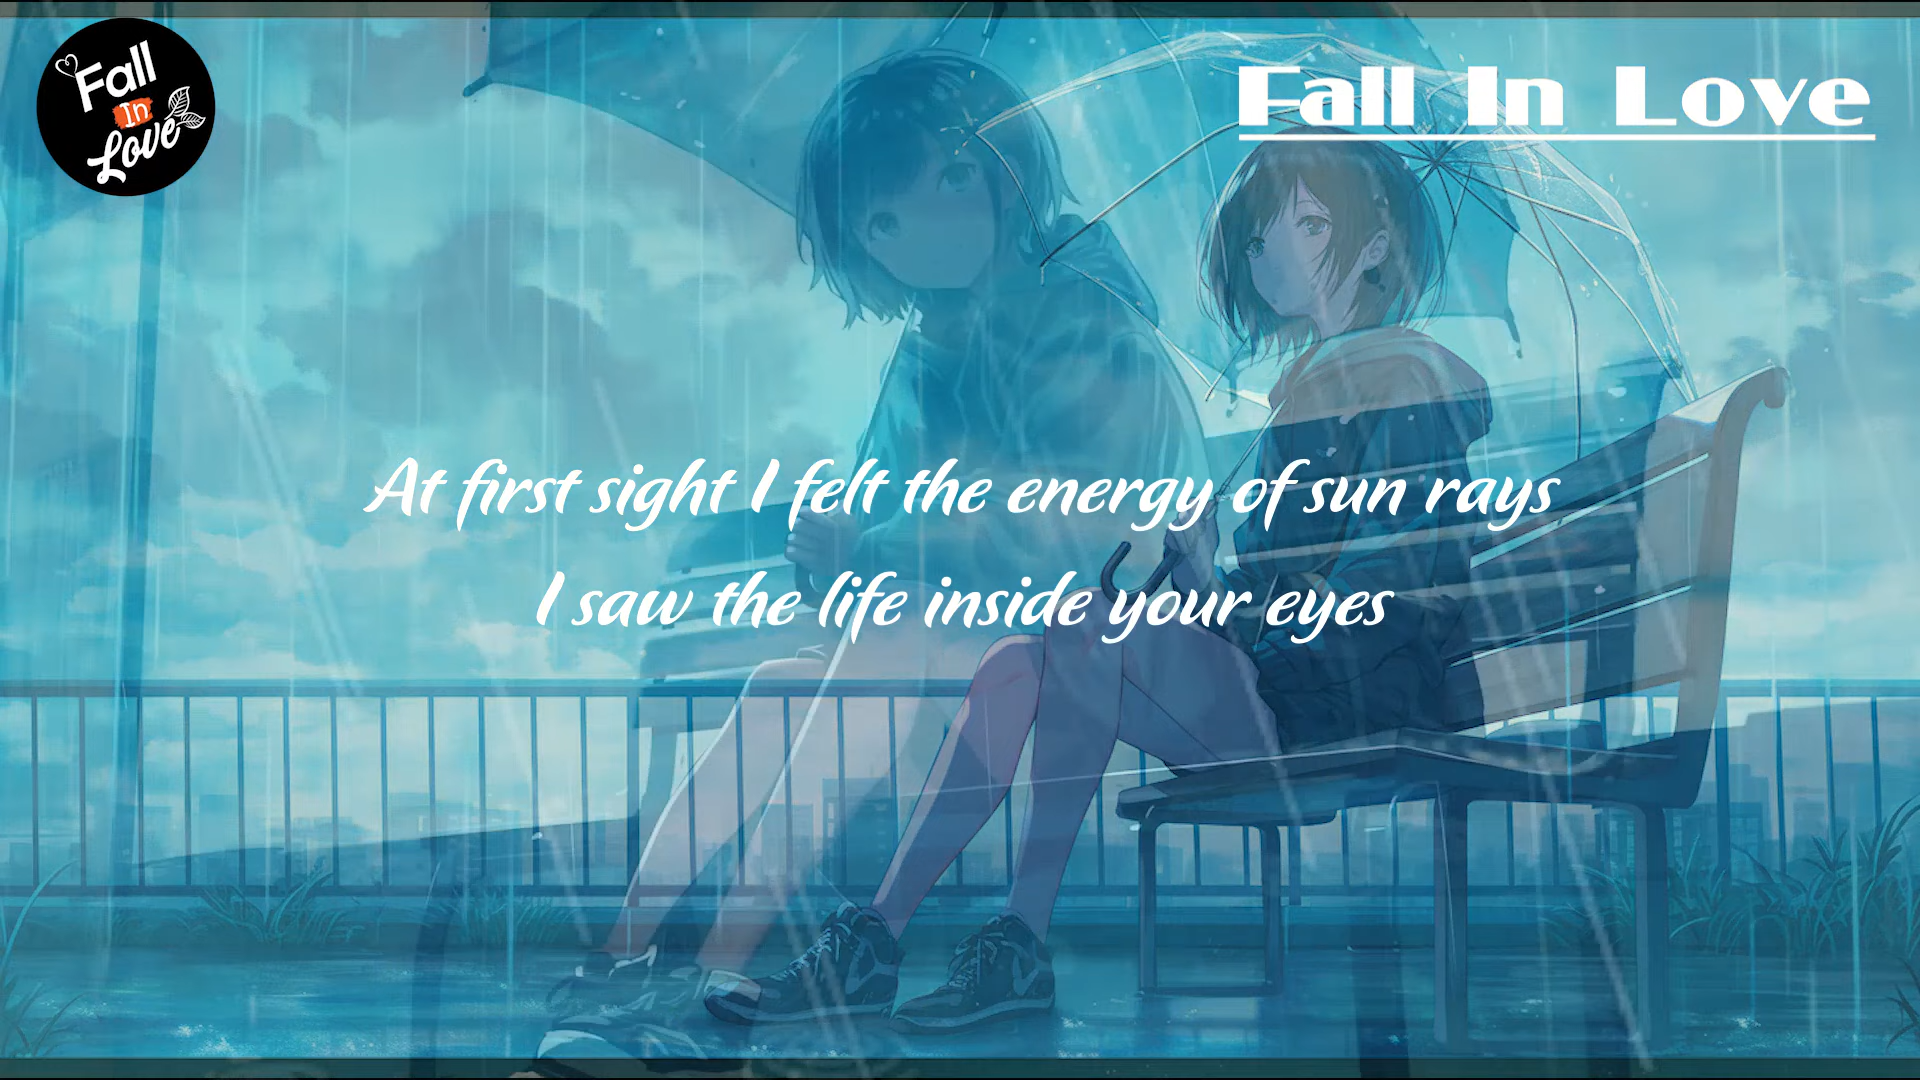 Fall
In
Love
Fall In Love
At first sight I felt the energy of sun rays
I saw the life inside your eyes